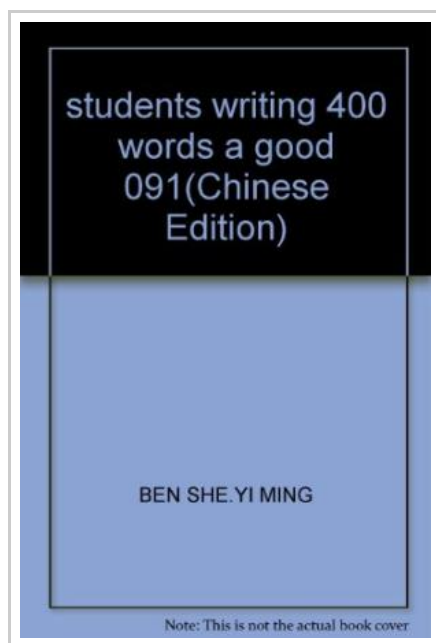 students writing 400
words a good
091(Chinese
Edition)
BEN SHE.YI MING
Note: This is not the actual book cover